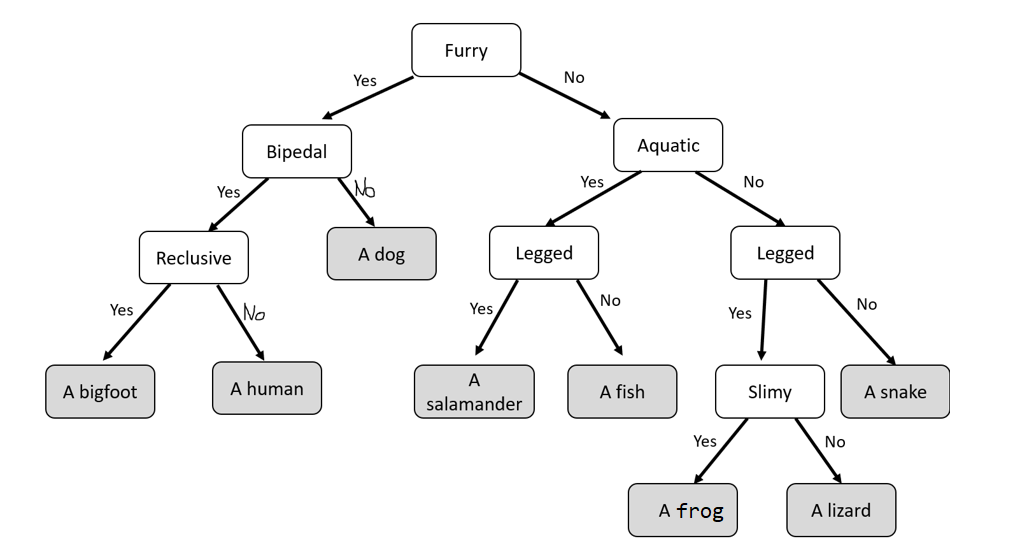 Furry
Yes
No
Bipedal
Aquatic
Yes
No
Yes
No
Reclusive
A dog
Legged
Legged
Yes
No
Yes
No
Yes
No
A bigfoot
A human
A
salamander
A fish
Slimy
A snake
Yes
No
A frog
A lizard